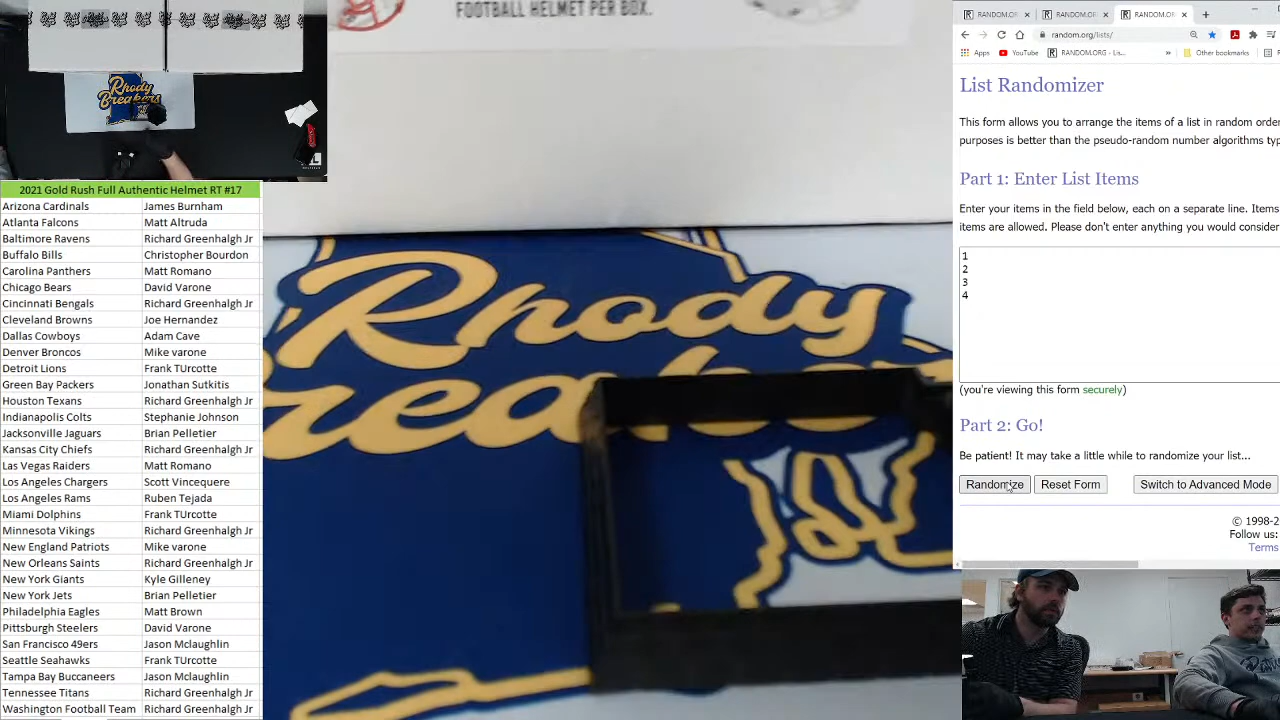 FOOTBALL HELMET PER BOX.
Rhody
Breakers
Rhody
2021 Gold Rush Full Authentic Helmet RT #17
Arizona Cardinals James Burnham
Atlanta Falcons Matt Altruda
Baltimore Ravens Richard Greenhalgh Jr
Buffalo Bills Christopher Bourdon
Carolina Panthers Matt Romano
Chicago Bears David Varone
Cincinnati Bengals Richard Greenhalgh Jr
Cleveland Browns Joe Hernandez
Dallas Cowboys Adam Cave
Denver Broncos Mike varone
Detroit Lions Frank TUrcotte
Green Bay Packers Jonathan Sutkitis
Houston Texans Richard Greenhalgh Jr
Indianapolis Colts Stephanie Johnson
Jacksonville Jaguars Brian Pelletier
Kansas City Chiefs Richard Greenhalgh Jr
Las Vegas Raiders Matt Romano
Los Angeles Chargers Scott Vincequere
Los Angeles Rams Ruben Tejada
Miami Dolphins Frank TUrcotte
Minnesota Vikings Richard Greenhalgh Jr
New England Patriots Mike varone
New Orleans Saints Richard Greenhalgh Jr
New York Giants Kyle Gilleney
New York Jets Brian Pelletier
Philadelphia Eagles Matt Brown
Pittsburgh Steelers David Varone
San Francisco 49ers Jason Mclaughlin
Seattle Seahawks Frank TUrcotte
Tampa Bay Buccaneers Jason Mclaughlin
Tennessee Titans Richard Greenhalgh Jr
Washington Football Team Richard Greenhalgh Jr
RANDOM.OR RANDOM.OR RANDOM.OR
random.org/lists/
Apps YouTube RANDOM.ORG - Lis... » Other bookmarks
List Randomizer
This form allows you to arrange the items of a list in random orde
purposes is better than the pseudo-random number algorithms typ
Part 1: Enter List Items
Enter your items in the field below, each on a separate line. Items
items are allowed. Please don't enter anything you would consider
1
2
3
4
(you're viewing this form securely)
Part 2: Go!
Be patient! It may take a little while to randomize your list...
Randomize Reset Form Switch to Advanced Mode
© 1998-2
Follow us:
Terms